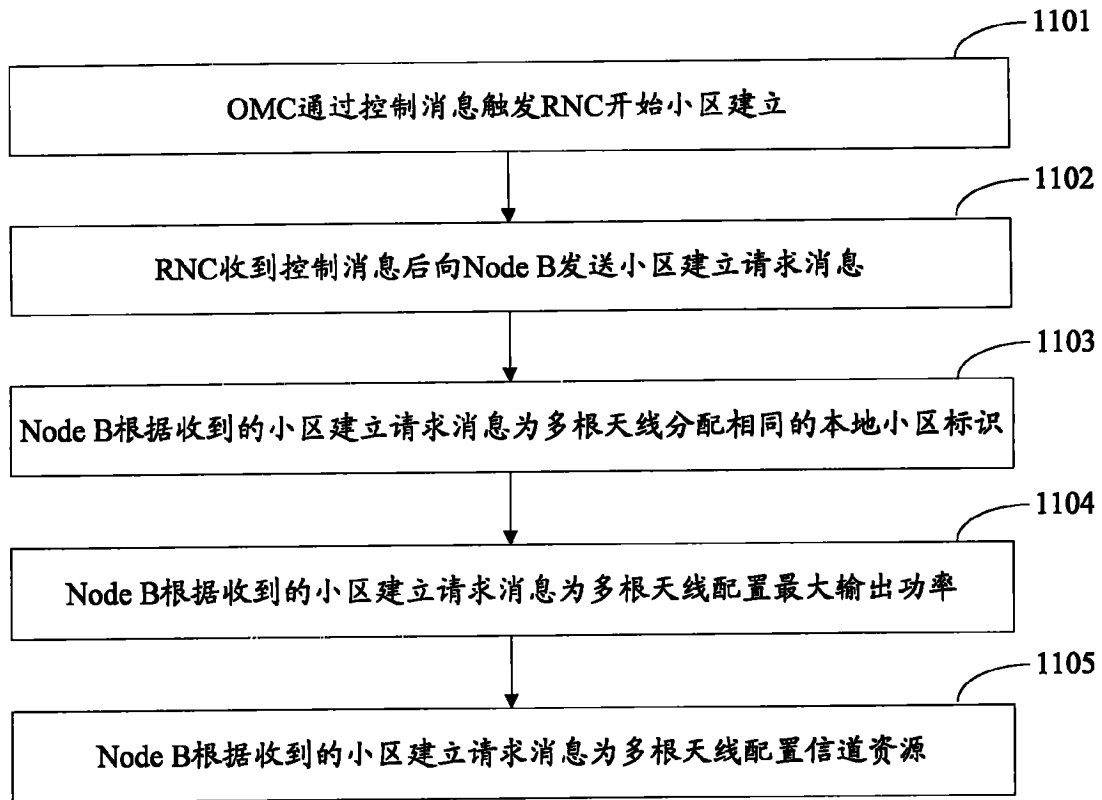 1101
OMC通过控制消息触发RNC开始小区建立
1102
RNC收到控制消息后向Node B发送小区建立请求消息
1103
Node B根据收到的小区建立请求消息为多根天线分配相同的本地小区标识
1104
Node B根据收到的小区建立请求消息为多根天线配置最大输出功率
1105
Node B根据收到的小区建立请求消息为多根天线配置信道资源